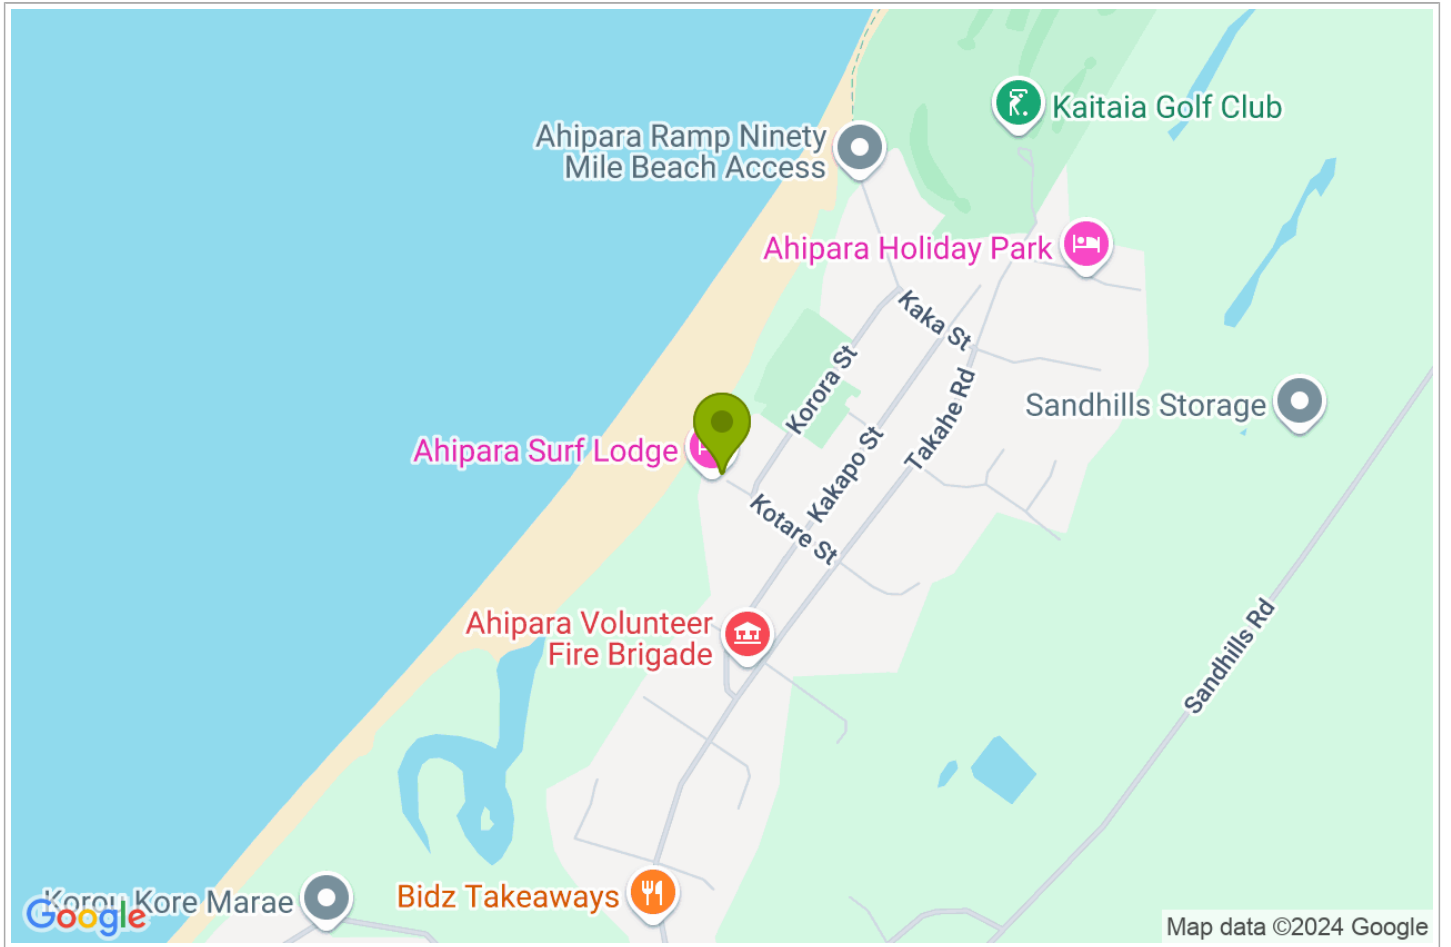 Kaitaia Golf Club
Ahipara Ramp Ninety
Mile Beach Access
Ahipara Holiday Park
Kaka St
Korora St
Takahe Rd
Sandhills Storage
Ahipara Surf Lodge
Kakapo St
Kotare St
Ahipara Volunteer
Fire Brigade
Sandhills Rd
Korou Kore Marae
Bidz Takeaways
Google
Map data ©2024 Google